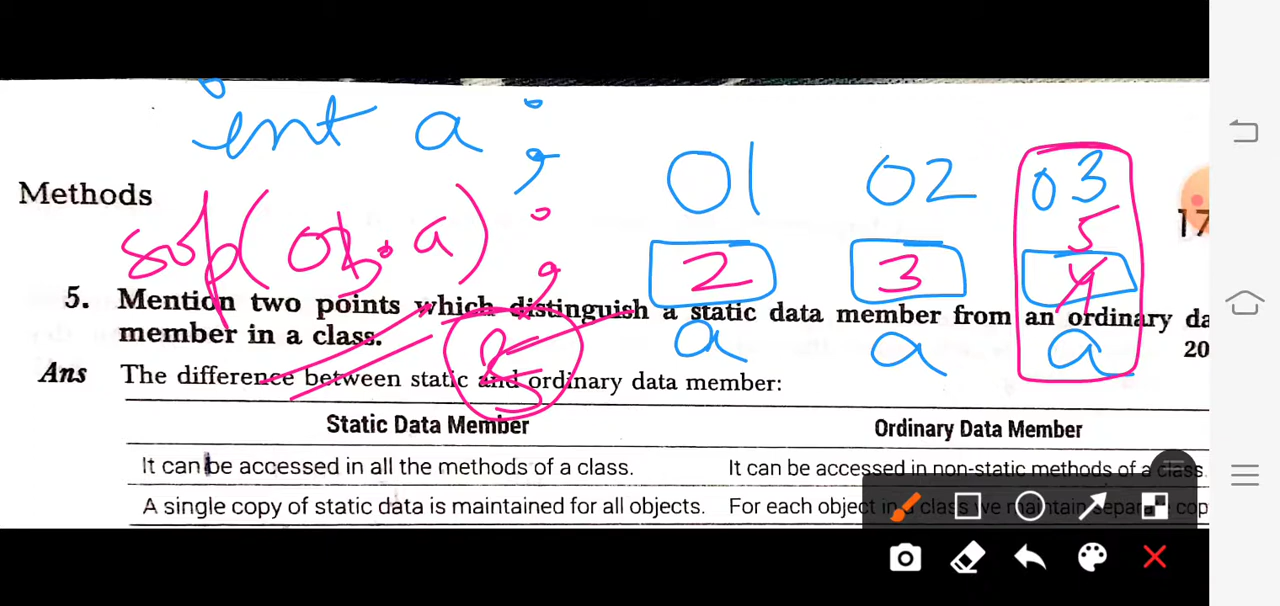 int a ;
Methods
sop(ob.a) ;
01 02 03
5
2 3 4
a a a
17
5. Mention two points which distinguish a static data member from an ordinary da
member in a class.
20
5
Ans The difference between static and ordinary data member:
Static Data Member Ordinary Data Member
It can be accessed in all the methods of a class. It can be accessed in non-static methods of a class.
A single copy of static data is maintained for all objects. For each object in a class we maintain separate cop